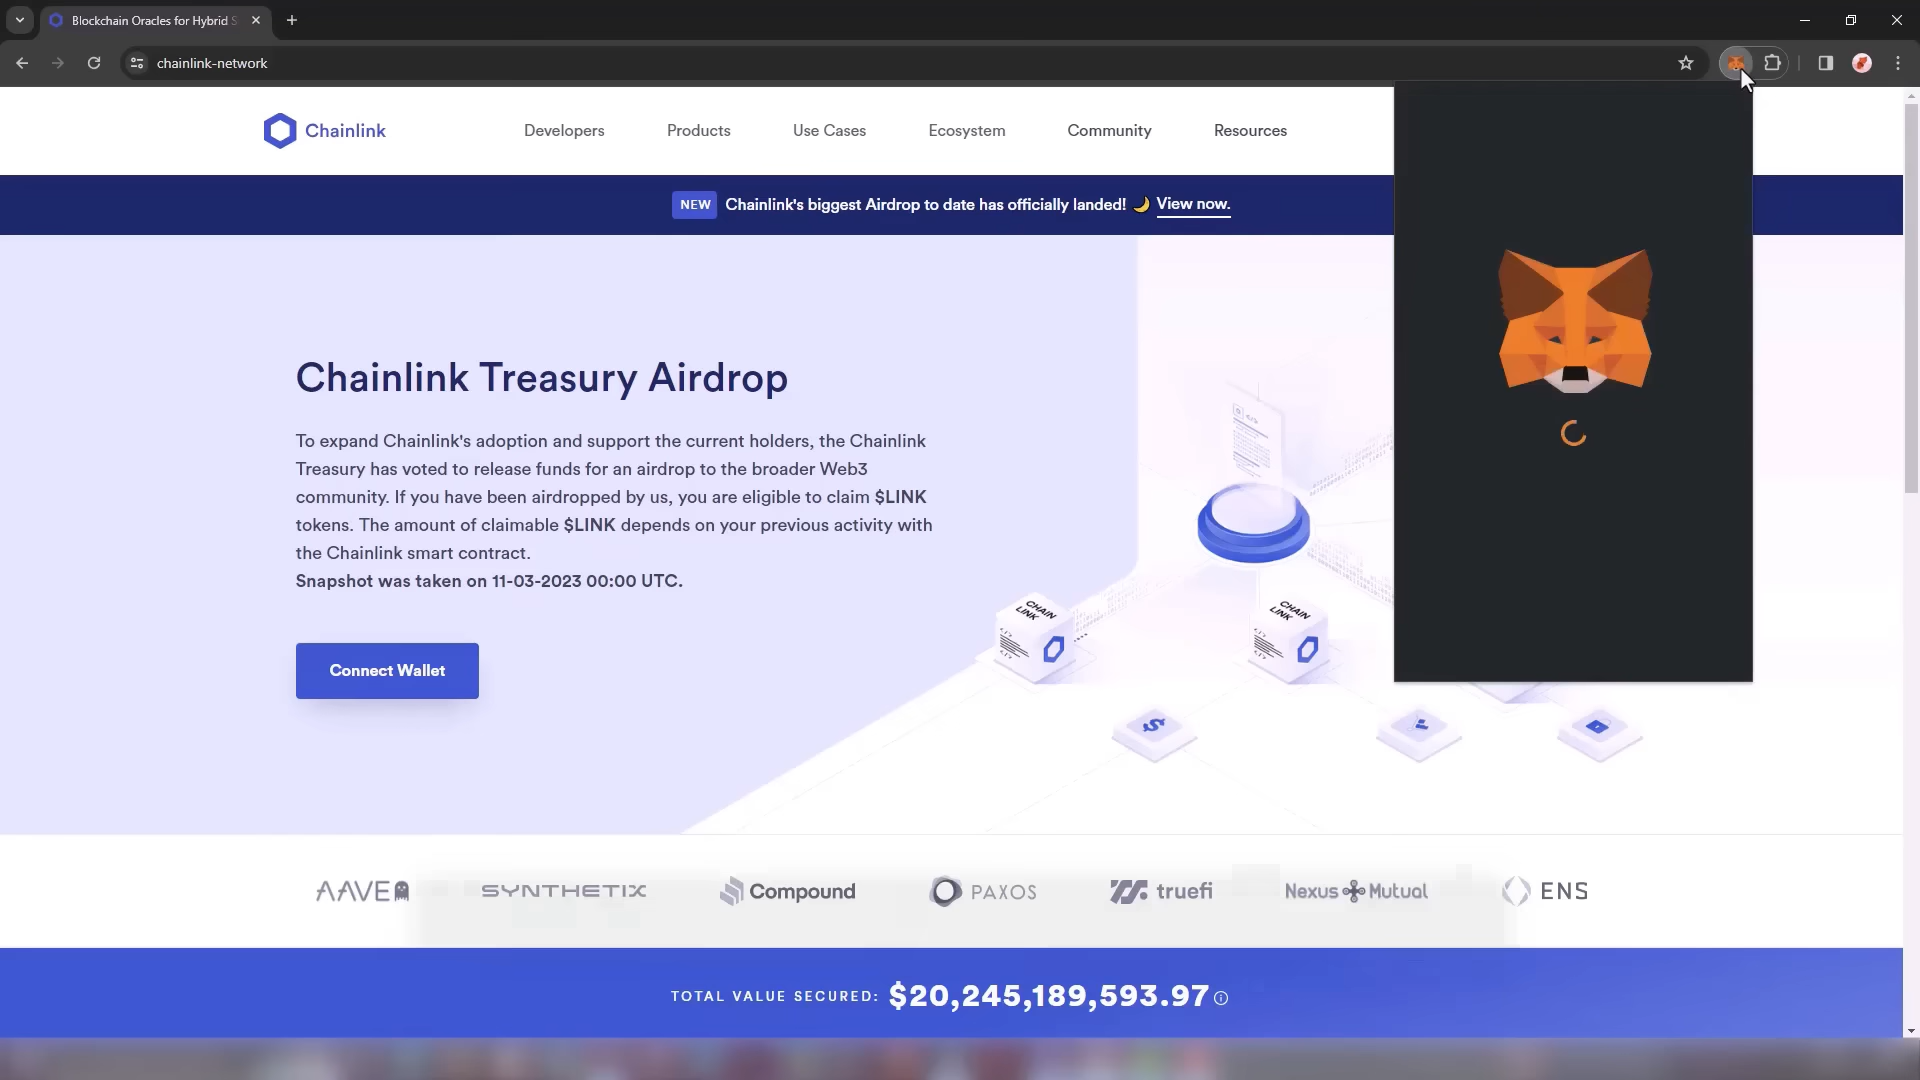 Blockchain Oracles for Hybrid S
chainlink-network
Chainlink
Developers
Products
Use Cases
Ecosystem
Community
Resources
NEW
Chainlink's biggest Airdrop to date has officially landed! 🌙 View now.
Chainlink Treasury Airdrop
To expand Chainlink's adoption and support the current holders, the Chainlink
Treasury has voted to release funds for an airdrop to the broader Web3
community. If you have been airdropped by us, you are eligible to claim $LINK
tokens. The amount of claimable $LINK depends on your previous activity with
the Chainlink smart contract.
Snapshot was taken on 11-03-2023 00:00 UTC.
Connect Wallet
CHAIN
LINK
CHAIN
LINK
AAVE
SYNTHETIX
Compound
PAXOS
truefi
Nexus Mutual
ENS
TOTAL VALUE SECURED: $20,245,189,593.97